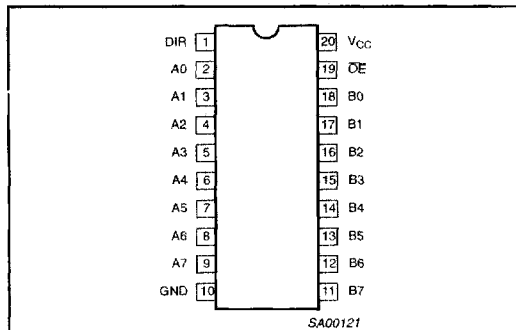 DIR 1 20 VCC
A0 2 19 O̅E̅
A1 3 18 B0
A2 4 17 B1
A3 5 16 B2
A4 6 15 B3
A5 7 14 B4
A6 8 13 B5
A7 9 12 B6
GND 10 11 B7
SA00121